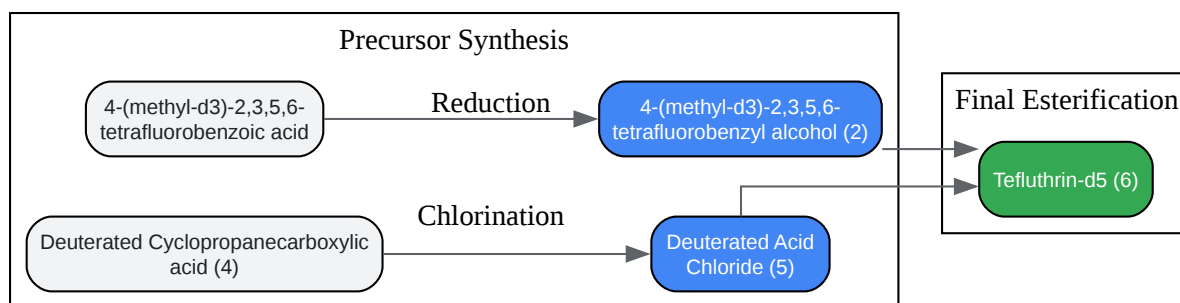 Precursor Synthesis
4-(methyl-d3)-2,3,5,6-
tetrafluorobenzoic acid
Reduction
4-(methyl-d3)-2,3,5,6-
tetrafluorobenzyl alcohol (2)
Deuterated Cyclopropanecarboxylic
acid (4)
Chlorination
Deuterated Acid
Chloride (5)
Final Esterification
Tefluthrin-d5 (6)